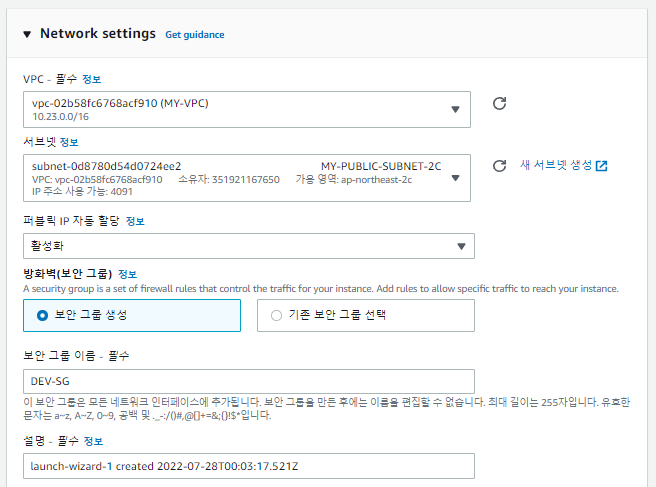 Network settings Get guidance
VPC - 필수 정보
vpc-02b58fc6768acf910 (MY-VPC)
10.23.0.0/16
서브넷 정보
subnet-0d8780d54d0724ee2 MY-PUBLIC-SUBNET-2C
VPC: vpc-02b58fc6768acf910 소유자: 351921167650 가용 영역: ap-northeast-2c
IP 주소 사용 가능: 4091
새 서브넷 생성
퍼블릭 IP 자동 할당 정보
활성화
방화벽(보안 그룹) 정보
A security group is a set of firewall rules that control the traffic for your instance. Add rules to allow specific traffic to reach your instance.
보안 그룹 생성
기존 보안 그룹 선택
보안 그룹 이름 - 필수
DEV-SG
이 보안 그룹은 모든 네트워크 인터페이스에 추가됩니다. 보안 그룹을 만든 후에는 이름을 편집할 수 없습니다. 최대 길이는 255자입니다. 유효한
문자는 a~z, A~Z, 0~9, 공백 및 ._-:/()#,@[]+=&;{}!$*입니다.
설명 - 필수 정보
launch-wizard-1 created 2022-07-28T00:03:17.521Z